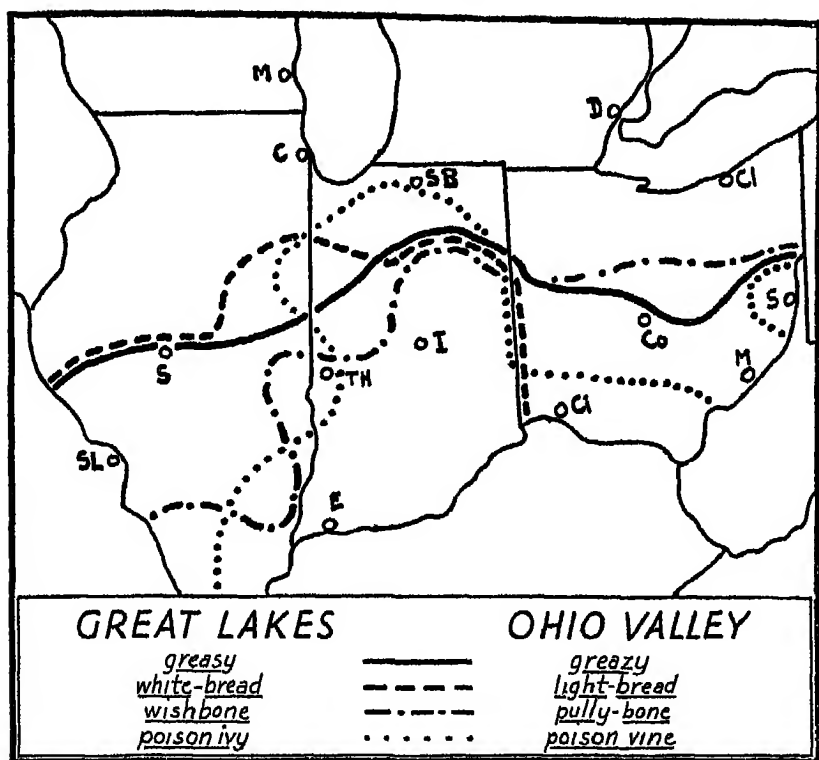 M
D
C
SB
Cl
S
I
Co
So
M
TH
Ci
SL
E
GREAT LAKES OHIO VALLEY
greasy greazy
white-bread light-bread
wishbone pully-bone
poison ivy poison vine